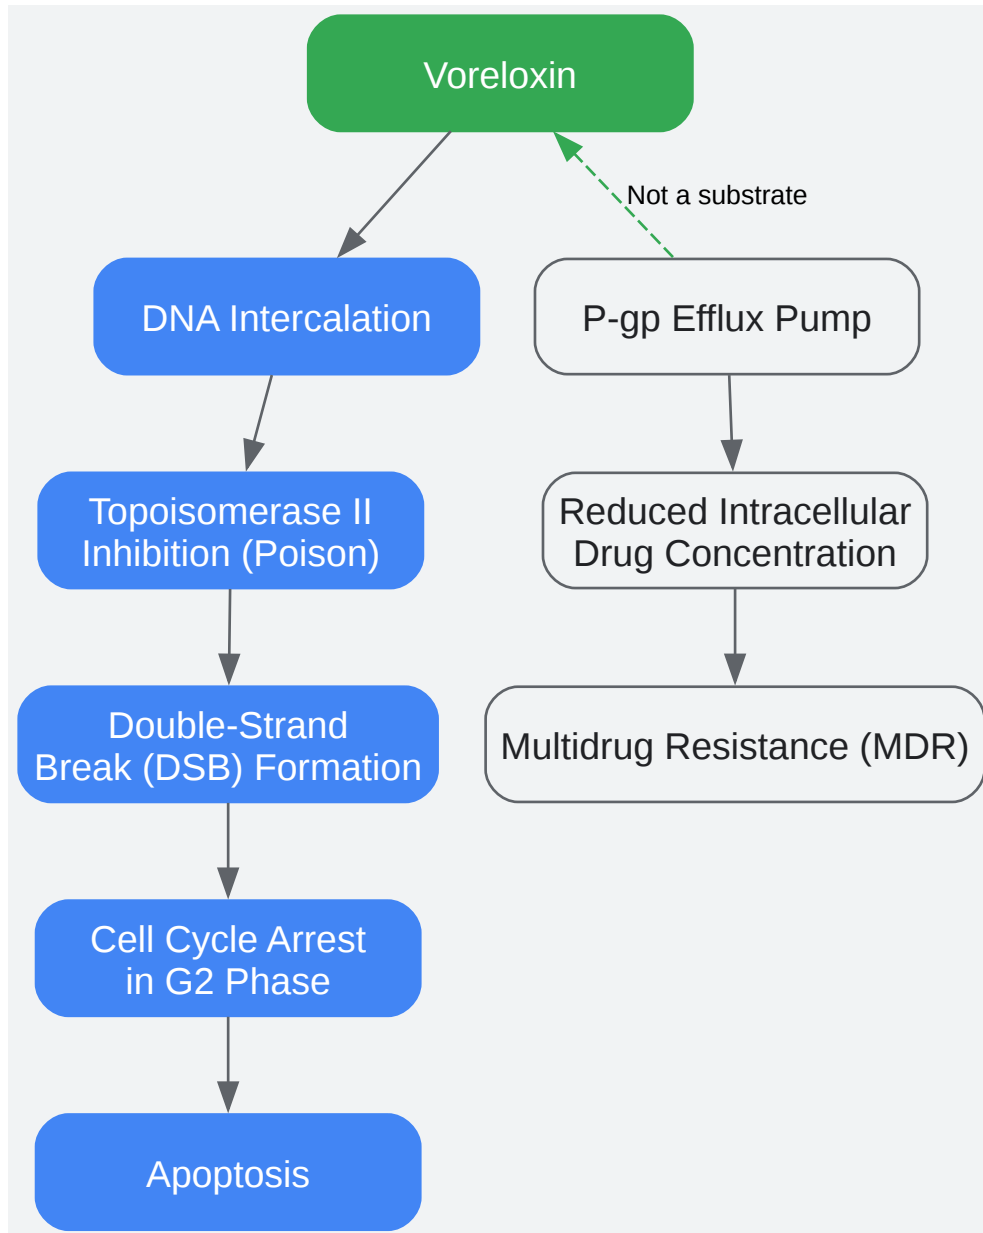 Voreloxin
Not a substrate
DNA Intercalation
P-gp Efflux Pump
Topoisomerase II
Inhibition (Poison)
Reduced Intracellular
Drug Concentration
Double-Strand
Break (DSB) Formation
Multidrug Resistance (MDR)
Cell Cycle Arrest
in G2 Phase
Apoptosis